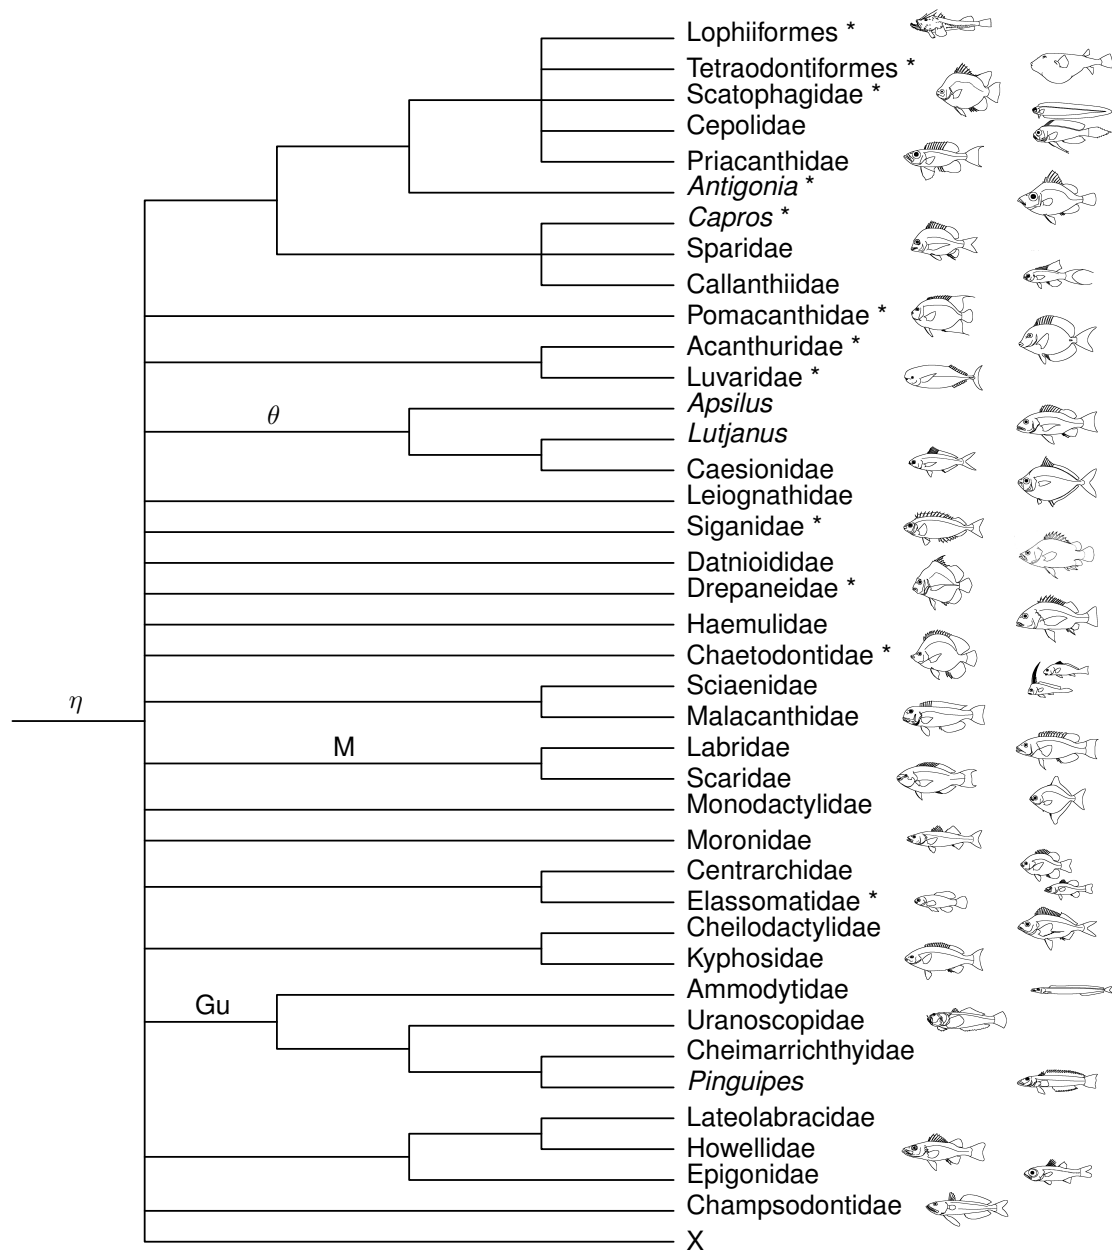 Lophiiformes *
Tetraodontiformes *
Scatophagidae *
Cepolidae
Priacanthidae
Antigonia *
Capros *
Sparidae
Callanthiidae
Pomacanthidae *
Acanthuridae *
Luvaridae *
Apsilus
θ
Lutjanus
Caesionidae
Leiognathidae
Siganidae *
Datnioididae
Drepaneidae *
Haemulidae
Chaetodontidae *
Sciaenidae
η
Malacanthidae
Labridae
M
Scaridae
Monodactylidae
Moronidae
Centrarchidae
Elassomatidae *
Cheilodactylidae
Kyphosidae
Ammodytidae
Gu
Uranoscopidae
Cheimarrichthyidae
Pinguipes
Lateolabracidae
Howellidae
Epigonidae
Champsodontidae
X